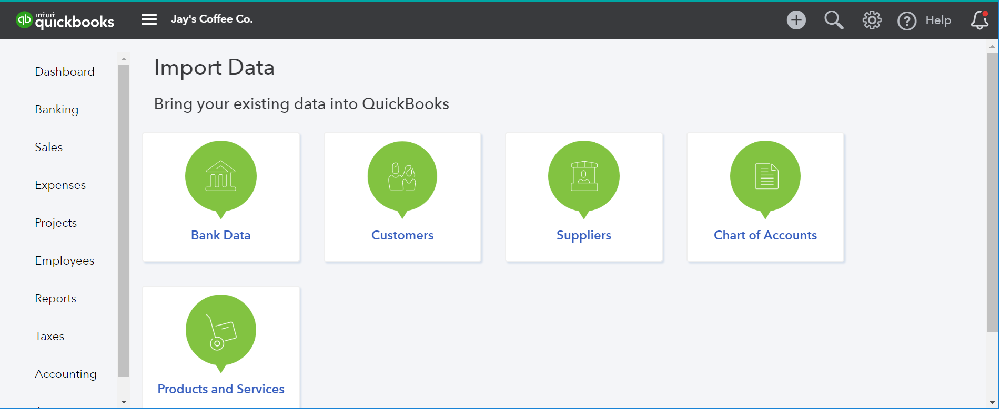 ıntuıt
quickbooks
Jay's Coffee Co.
Help
Dashboard
Banking
Sales
Expenses
Projects
Employees
Reports
Taxes
Accounting
Import Data
Bring your existing data into QuickBooks
Bank Data
Customers
Suppliers
Chart of Accounts
Products and Services